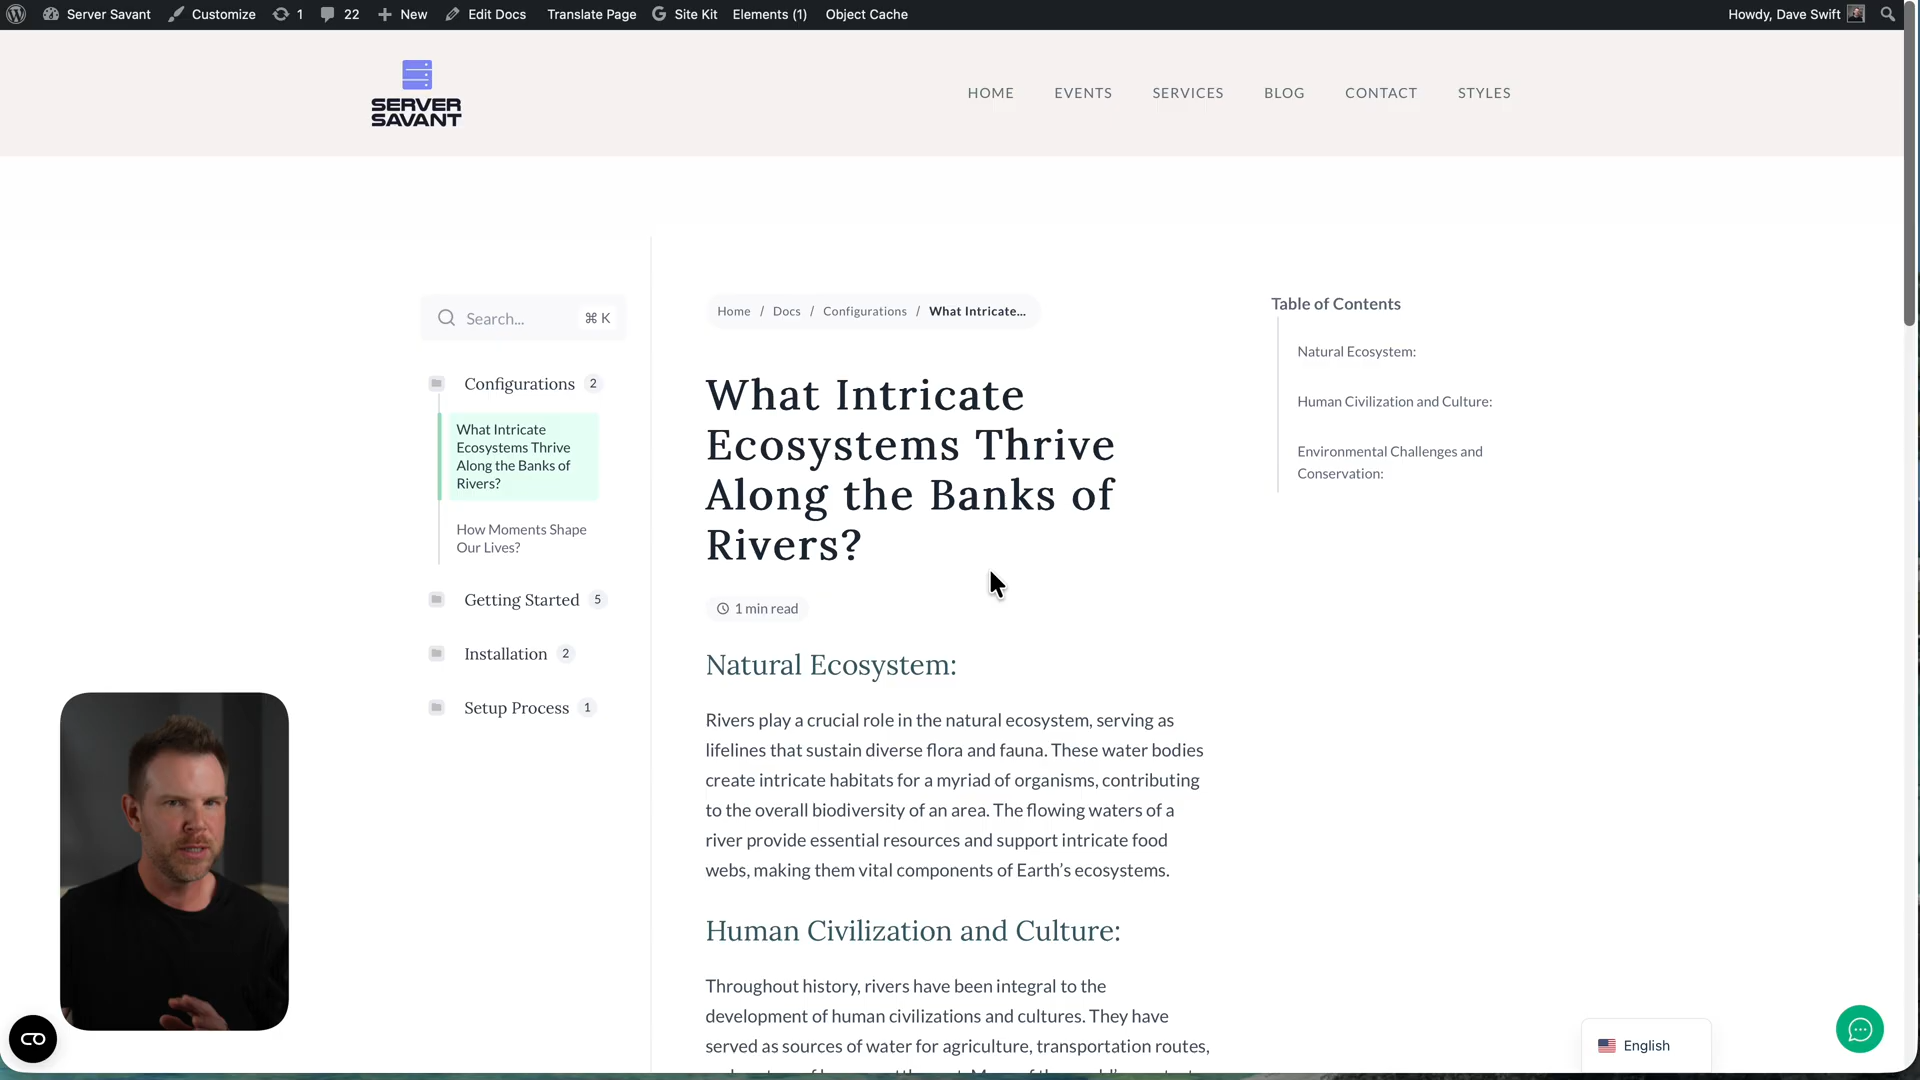 Server Savant Customize 1 22 New Edit Docs Translate Page Site Kit Elements (1) Object Cache Howdy, Dave Swift
SERVER
SAVANT
HOME EVENTS SERVICES BLOG CONTACT STYLES
Search... ⌘ K
Configurations 2
What Intricate
Ecosystems Thrive
Along the Banks of
Rivers?
How Moments Shape
Our Lives?
Getting Started 5
Installation 2
Setup Process 1
Home / Docs / Configurations / What Intricate...
What Intricate
Ecosystems Thrive
Along the Banks of
Rivers?
1 min read
Natural Ecosystem:
Rivers play a crucial role in the natural ecosystem, serving as
lifelines that sustain diverse flora and fauna. These water bodies
create intricate habitats for a myriad of organisms, contributing
to the overall biodiversity of an area. The flowing waters of a
river provide essential resources and support intricate food
webs, making them vital components of Earth’s ecosystems.
Human Civilization and Culture:
Throughout history, rivers have been integral to the
development of human civilizations and cultures. They have
served as sources of water for agriculture, transportation routes,
Table of Contents
Natural Ecosystem:
Human Civilization and Culture:
Environmental Challenges and
Conservation:
English